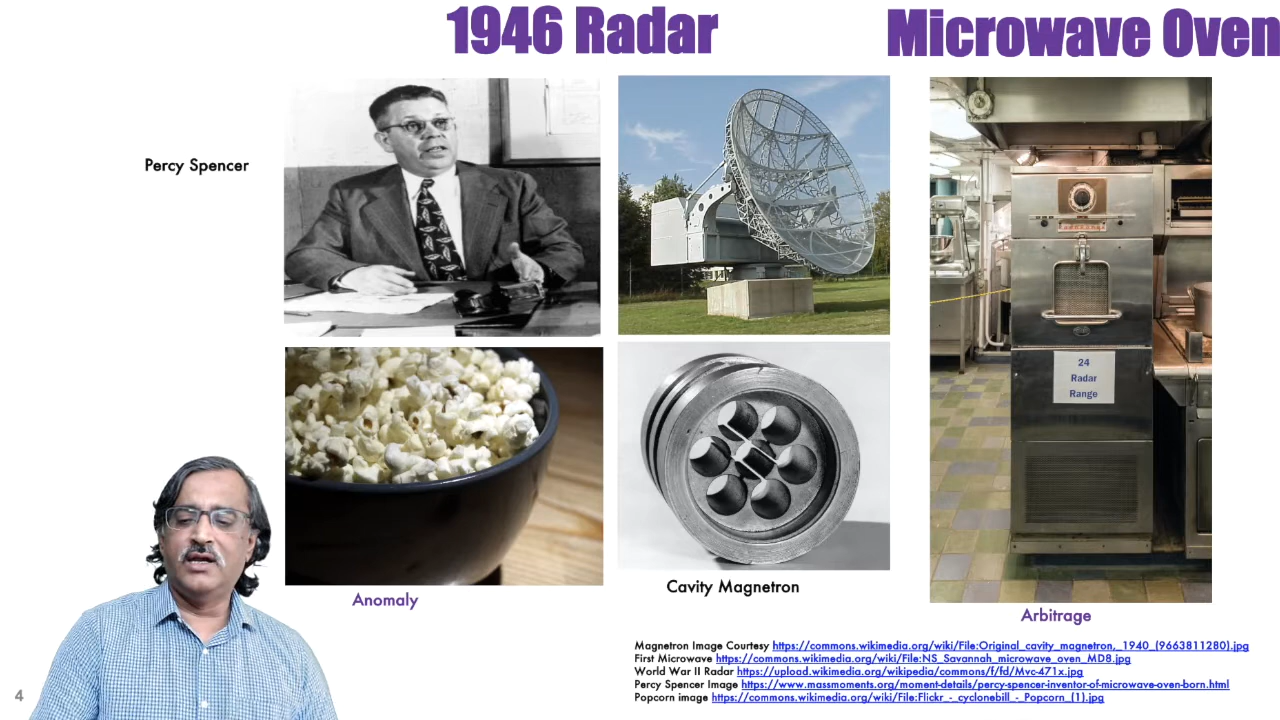 1946 Radar
Microwave Oven
Percy Spencer
24
Radar
Range
Anomaly
Cavity Magnetron
Arbitrage
Magnetron Image Courtesy https://commons.wikimedia.org/wiki/File:Original_cavity_magnetron,_1940_(9663811280).jpg
First Microwave https://commons.wikimedia.org/wiki/File:NS_Savannah_microwave_oven_MD8.jpg
World War II Radar https://upload.wikimedia.org/wikipedia/commons/f/fd/Mvc-471x.jpg
Percy Spencer Image https://www.massmoments.org/moment-details/percy-spencer-inventor-of-microwave-oven-born.html
Popcorn image https://commons.wikimedia.org/wiki/File:Flickr_-_cyclonebill_-_Popcorn_(1).jpg
4